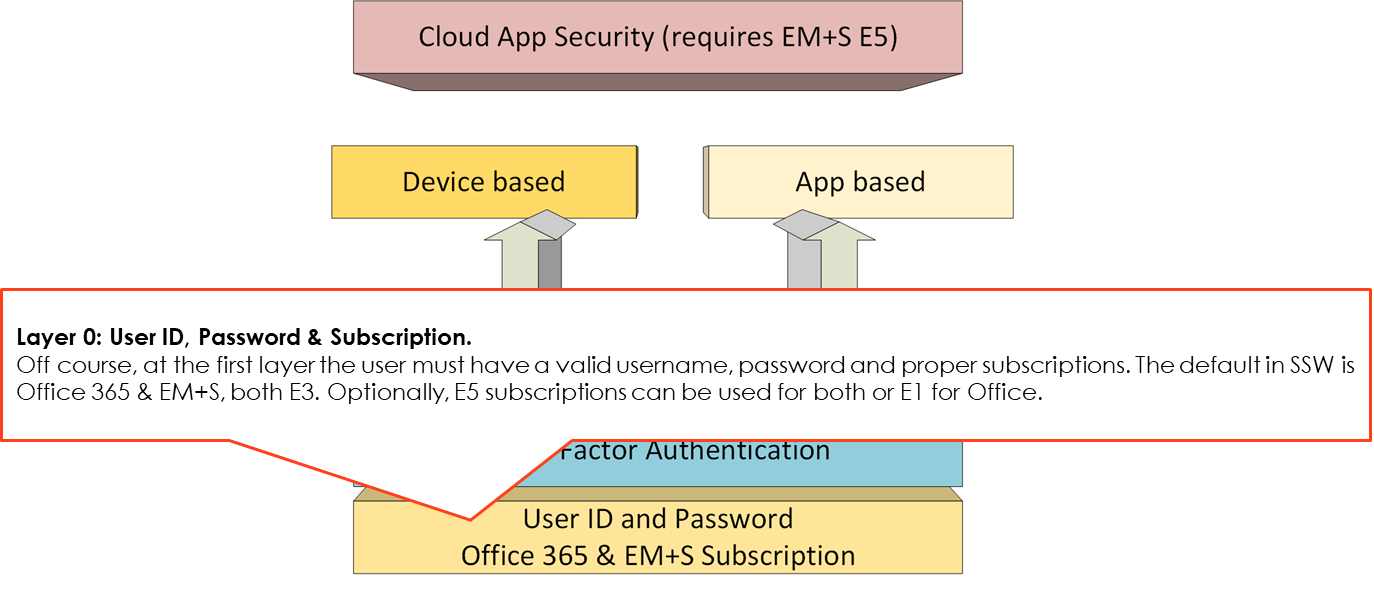 Cloud App Security (requires EM+S E5)
Device based
App based
Layer 0: User ID, Password & Subscription.
Off course, at the first layer the user must have a valid username, password and proper subscriptions. The default in SSW is
Office 365 & EM+S, both E3. Optionally, E5 subscriptions can be used for both or E1 for Office.
Factor Authentication
User ID and Password
Office 365 & EM+S Subscription